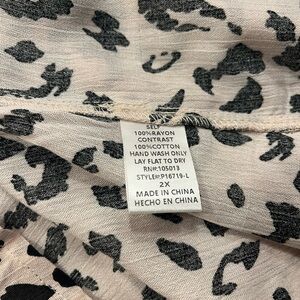 SELF
100%RAYON
CONTRAST
100%COTTON
HAND WASH ONLY
LAY FLAT TO DRY
RN#:105013
STYLE#:P16719-L
2X
MADE IN CHINA
HECHO EN CHINA